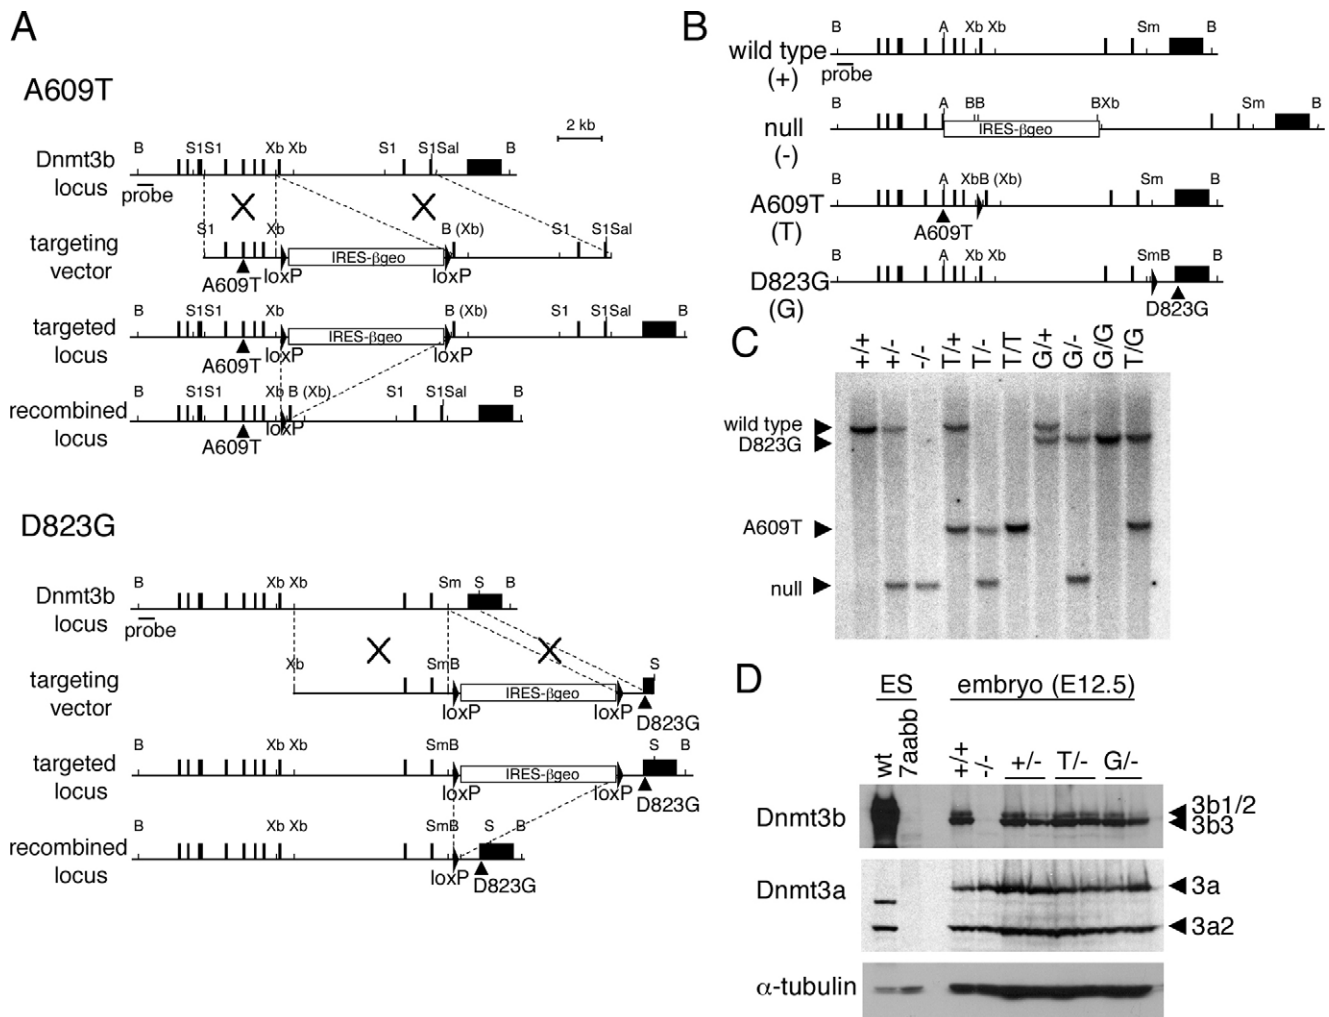 A
A609T
2 kb
B S1S1 Xb Xb S1 S1Sal B
Dnmt3b
locus
probe
S1 Xb B (Xb) S1 S1Sal
targeting
vector
IRES-βgeo
A609T loxP loxP
B S1S1 Xb B (Xb) S1 S1Sal B
targeted
locus
IRES-βgeo
A609T
B S1S1 Xb B (Xb) S1 S1Sal B
recombined
locus
loxP
A609T
D823G
B Xb Xb Sm S B
Dnmt3b
locus
probe
Xb SmB S
targeting
vector
IRES-βgeo
loxP loxP D823G
B Xb Xb SmB S B
targeted
locus
IRES-βgeo
D823G
B Xb Xb SmB S B
recombined
locus
loxP D823G
B
B A Xb Xb Sm B
wild type
(+)
probe
B A BB BXb Sm B
null
(-)
IRES-βgeo
B A XbB (Xb) Sm B
A609T
(T)
A609T
B A Xb Xb SmB B
D823G
(G)
D823G
C
+/+ +/- -/- T/+ T/- T/T G/+ G/- G/G T/G
wild type
D823G
A609T
null
D
ES embryo (E12.5)
wt 7aabb +/+ -/- +/- T/- G/-
Dnmt3b
3b1/2
3b3
Dnmt3a
3a
3a2
α-tubulin